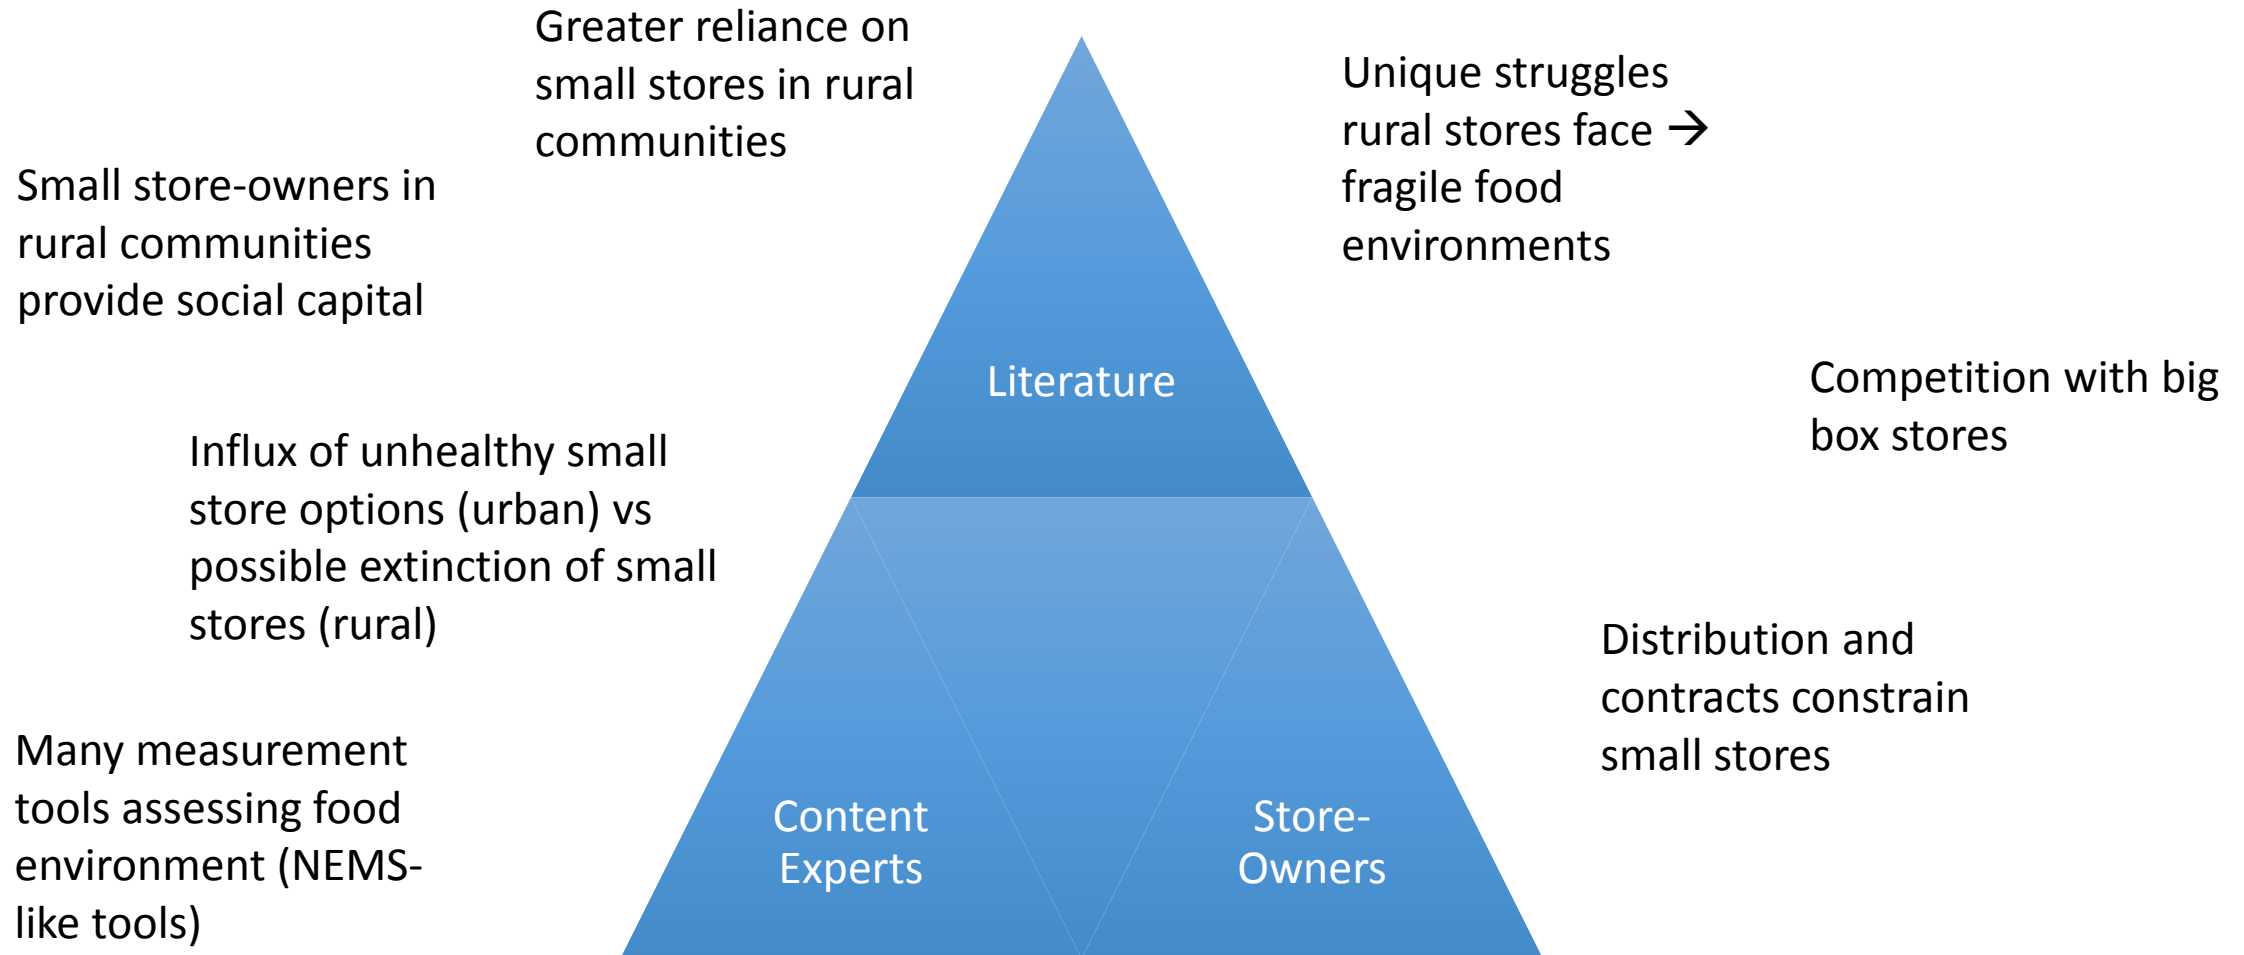 Greater reliance on
small stores in rural
communities
Unique struggles
rural stores face →
fragile food
environments
Small store-owners in
rural communities
provide social capital
Literature
Competition with big
box stores
Influx of unhealthy small
store options (urban) vs
possible extinction of small
stores (rural)
Distribution and
contracts constrain
small stores
Many measurement
tools assessing food
environment (NEMS-
like tools)
Content
Experts
Store-
Owners